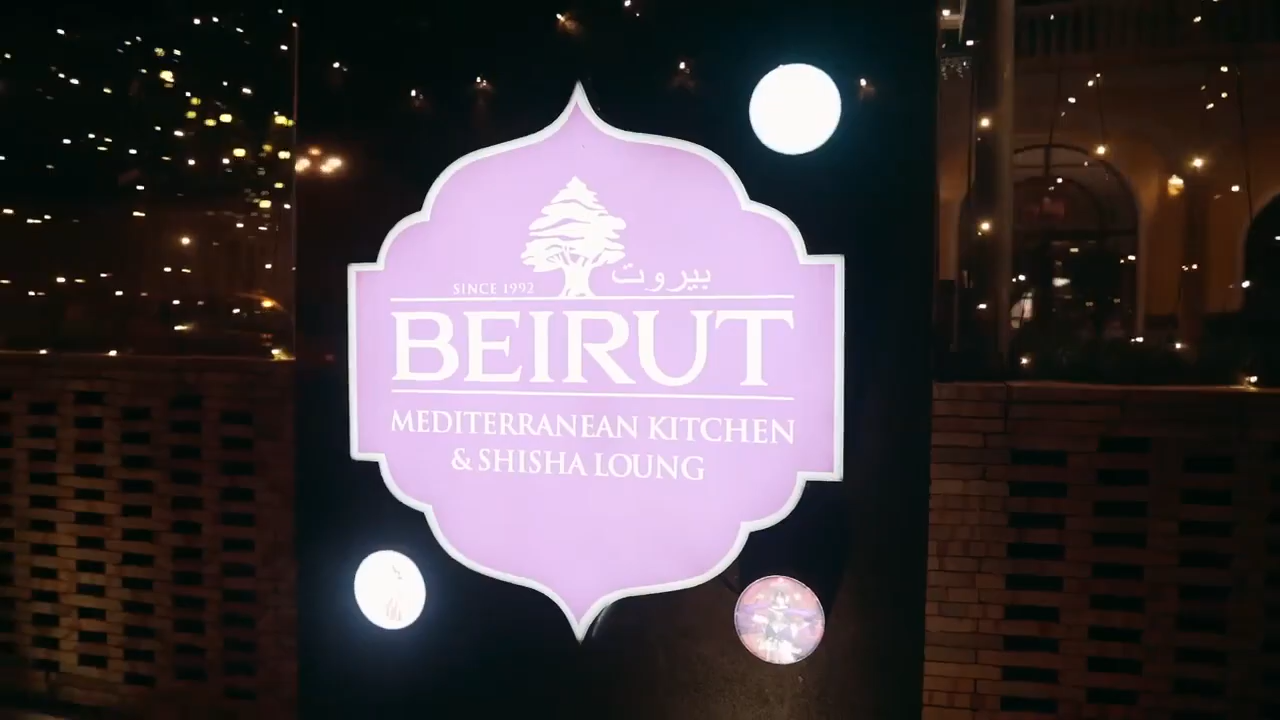 SINCE 1992 بيروت
BEIRUT
MEDITERRANEAN KITCHEN
& SHISHA LOUNG